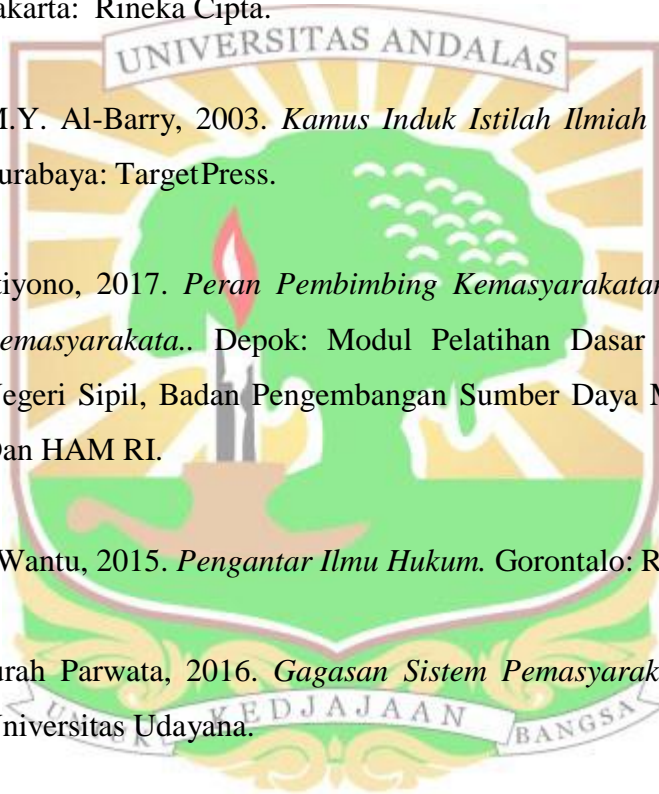 akarta: Rineka Cipta.
UNIVERSITAS ANDALAS
M.Y. Al-Barry, 2003. Kamus Induk Istilah Ilmiah
urabaya: TargetPress.
tiyono, 2017. Peran Pembimbing Kemasyarakatan
emasyarakata.. Depok: Modul Pelatihan Dasar
Negeri Sipil, Badan Pengembangan Sumber Daya M
Dan HAM RI.
Wantu, 2015. Pengantar Ilmu Hukum. Gorontalo: R
urah Parwata, 2016. Gagasan Sistem Pemasyarak
Universitas Udayana.
UNTUK KEDJAJAAN BANGSA